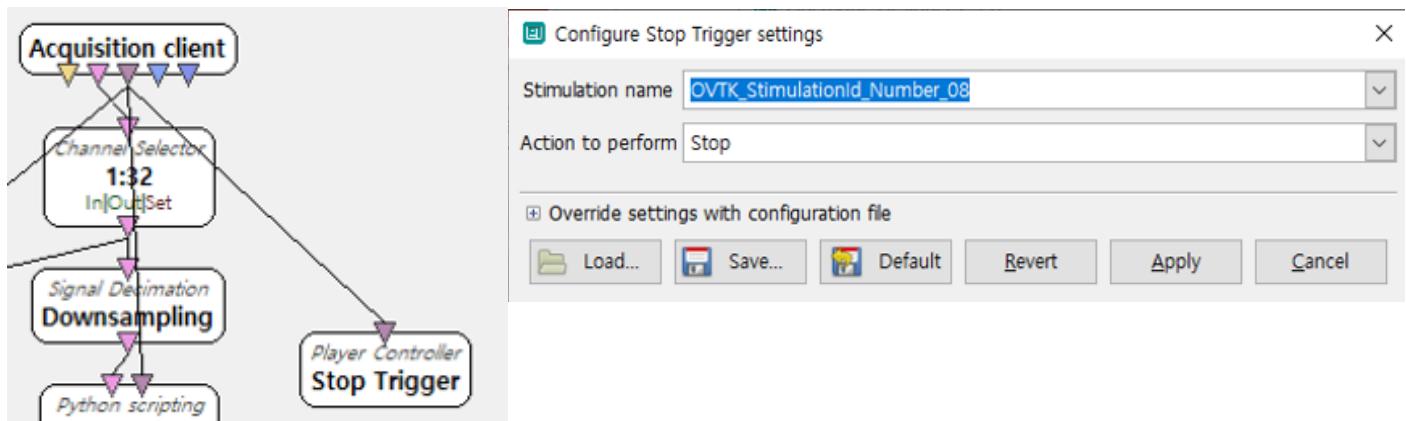 Acquisition client
Channel Selector
1:32
In|Out|Set
Signal Decimation
Downsampling
Python scripting
Player Controller
Stop Trigger
Configure Stop Trigger settings
Stimulation name OVTK_StimulationId_Number_08
Action to perform Stop
Override settings with configuration file
Load... Save... Default Revert Apply Cancel